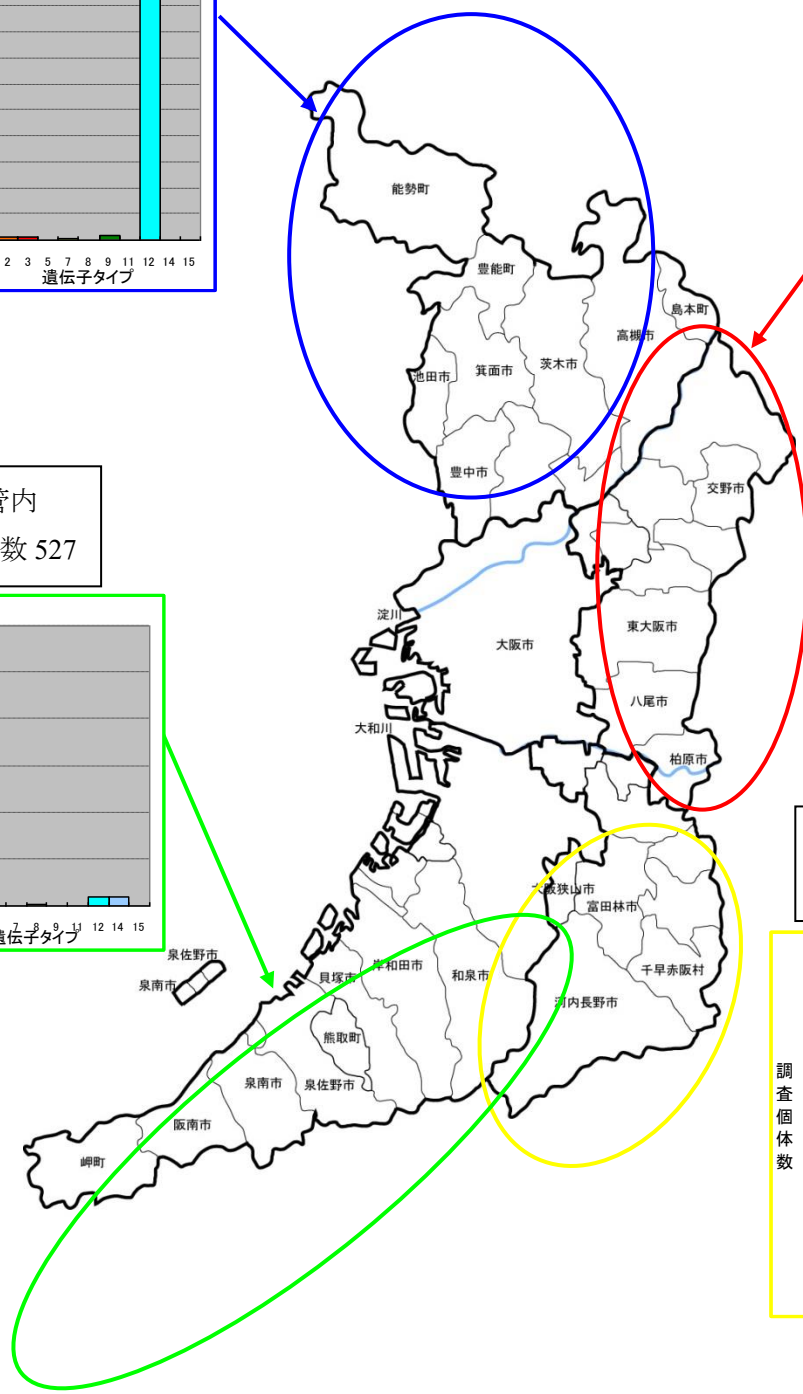 2 3 5 7 8 9 11 12 14 15
遺伝子タイプ
能勢町
豊能町
島本町
高槻市
茨木市
箕面市
池田市
豊中市
交野市
管内
数 527
淀川
東大阪市
大阪市
八尾市
大和川
柏原市
大阪狭山市
富田林市
7 8 9 11 12 14 15
遺伝子タイプ
泉佐野市
泉南市
貝塚市
岸和田市
和泉市
千早赤阪村
河内長野市
熊取町
泉南市
泉佐野市
阪南市
岬町
調査個体数